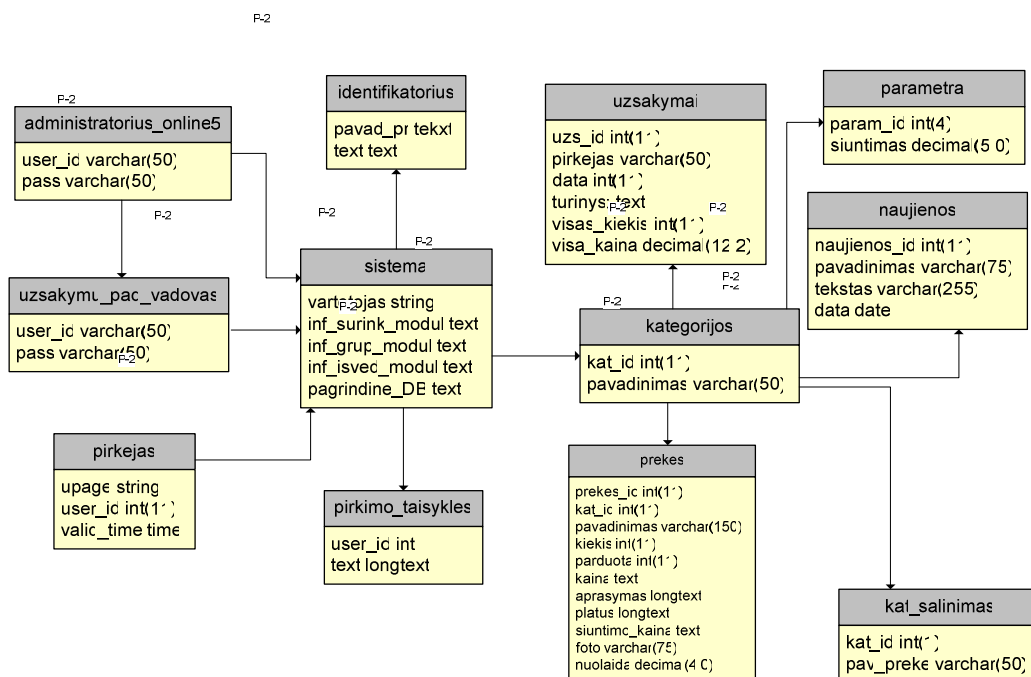 P-2
P-2
administratorius_online5
user_id varchar(50)
pass varchar(50)
P-2
identifikatorius
pavad_pr tekxt
text text
P-2
P-2
uzsakymai
uzs_id int(11)
pirkejas varchar(50)
data int(11)
turinys text
P-2
P-2
visas_kiekis int(11)
visa_kaina decimal(12 2)
parametra
param_id int(4)
siuntimas decimal(5 0)
naujienos
naujienos_id int(11)
pavadinimas varchar(75)
tekstas varchar(255)
data date
uzsakymu_pad_vadovas
user_id varchar(50)
pass varchar(50)
P-2
sistema
vartotojas string
P-2
inf_surink_modul text
inf_grup_modul text
inf_isved_modul text
pagrindine_DB text
P-2
P-2
P-2
kategorijos
kat_id int(11)
pavadinimas varchar(50)
pirkejas
upage string
user_id int(11)
valid_time time
pirkimo_taisykles
user_id int
text longtext
prekes
prekes_id int(11)
kat_id int(11)
pavadinimas varchar(150)
kiekis int(11)
parduota int(11)
kaina text
aprasymas longtext
platus longtext
siuntimo_kaina text
foto varchar(75)
nuolaida decimal(4 0)
kat_salinimas
kat_id int(1)
pav_preke varchar(50)